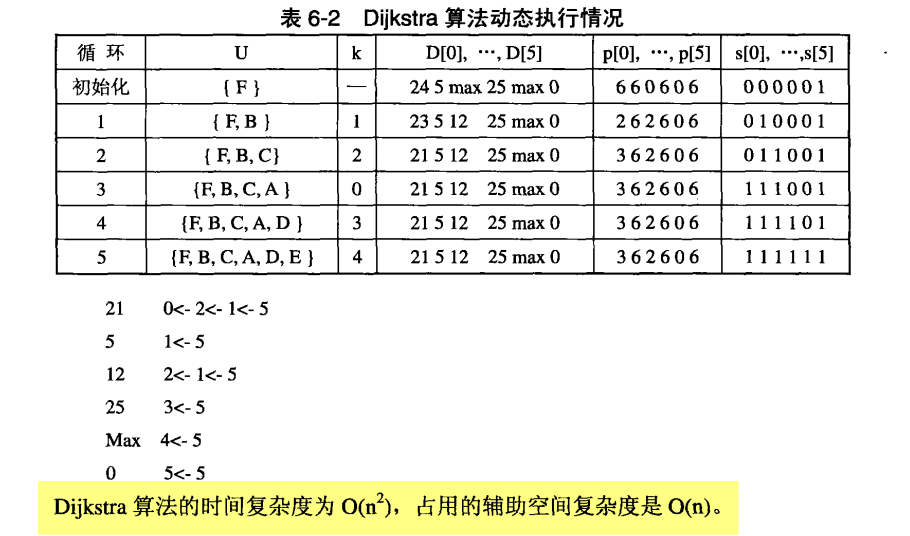 表 6-2 Dijkstra 算法动态执行情况
循 环 U k D[0], …, D[5] p[0], …, p[5] s[0], …,s[5]
初始化 { F } — 24 5 max 25 max 0 6 6 0 6 0 6 0 0 0 0 0 1
1 { F, B } 1 23 5 12 25 max 0 2 6 2 6 0 6 0 1 0 0 0 1
2 { F, B, C} 2 21 5 12 25 max 0 3 6 2 6 0 6 0 1 1 0 0 1
3 {F, B, C, A } 0 21 5 12 25 max 0 3 6 2 6 0 6 1 1 1 0 0 1
4 {F, B, C, A, D } 3 21 5 12 25 max 0 3 6 2 6 0 6 1 1 1 1 0 1
5 {F, B, C, A, D, E } 4 21 5 12 25 max 0 3 6 2 6 0 6 1 1 1 1 1 1
21 0<- 2<- 1<- 5
5 1<- 5
12 2<- 1<- 5
25 3<- 5
Max 4<- 5
0 5<- 5
Dijkstra 算法的时间复杂度为 O(n²)，占用的辅助空间复杂度是 O(n)。